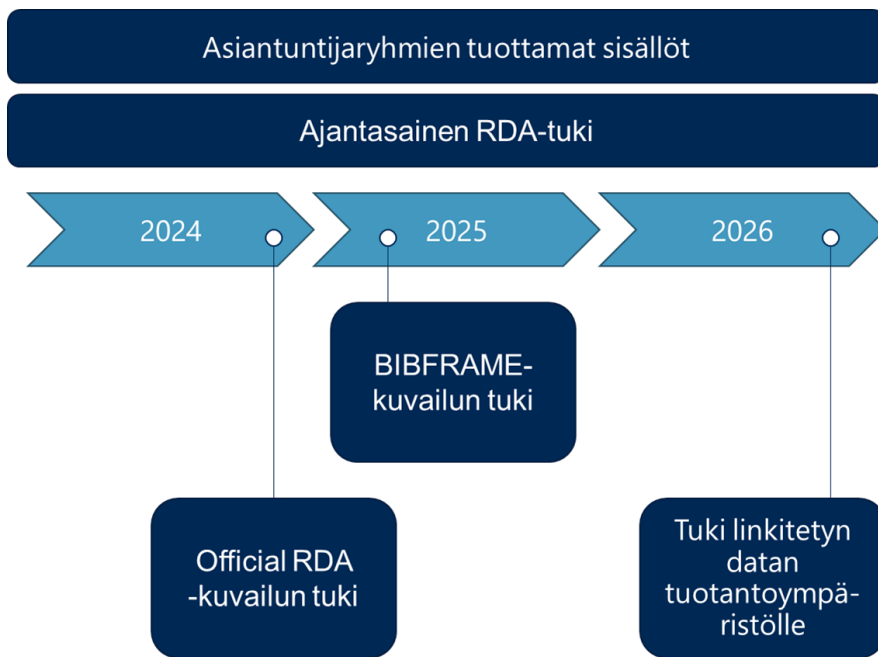 Asiantuntijaryhmien tuottamat sisällöt
Ajantasainen RDA-tuki
2024
2025
2026
BIBFRAME-
kuvailun tuki
Official RDA
-kuvailun tuki
Tuki linkitetyn
datan
tuotantoympä-
ristölle